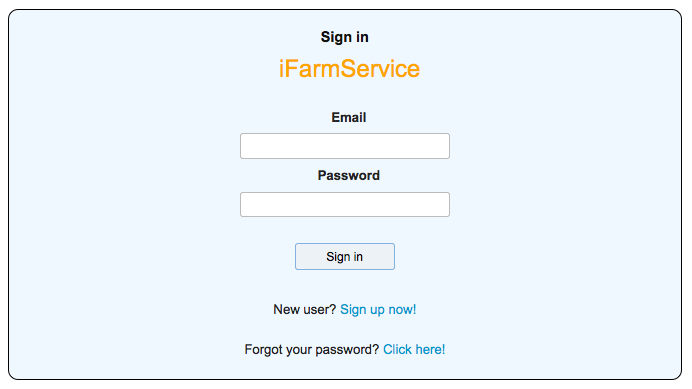 Sign in
iFarmService
Email
Password
Sign in
New user? Sign up now!
Forgot your password? Click here!